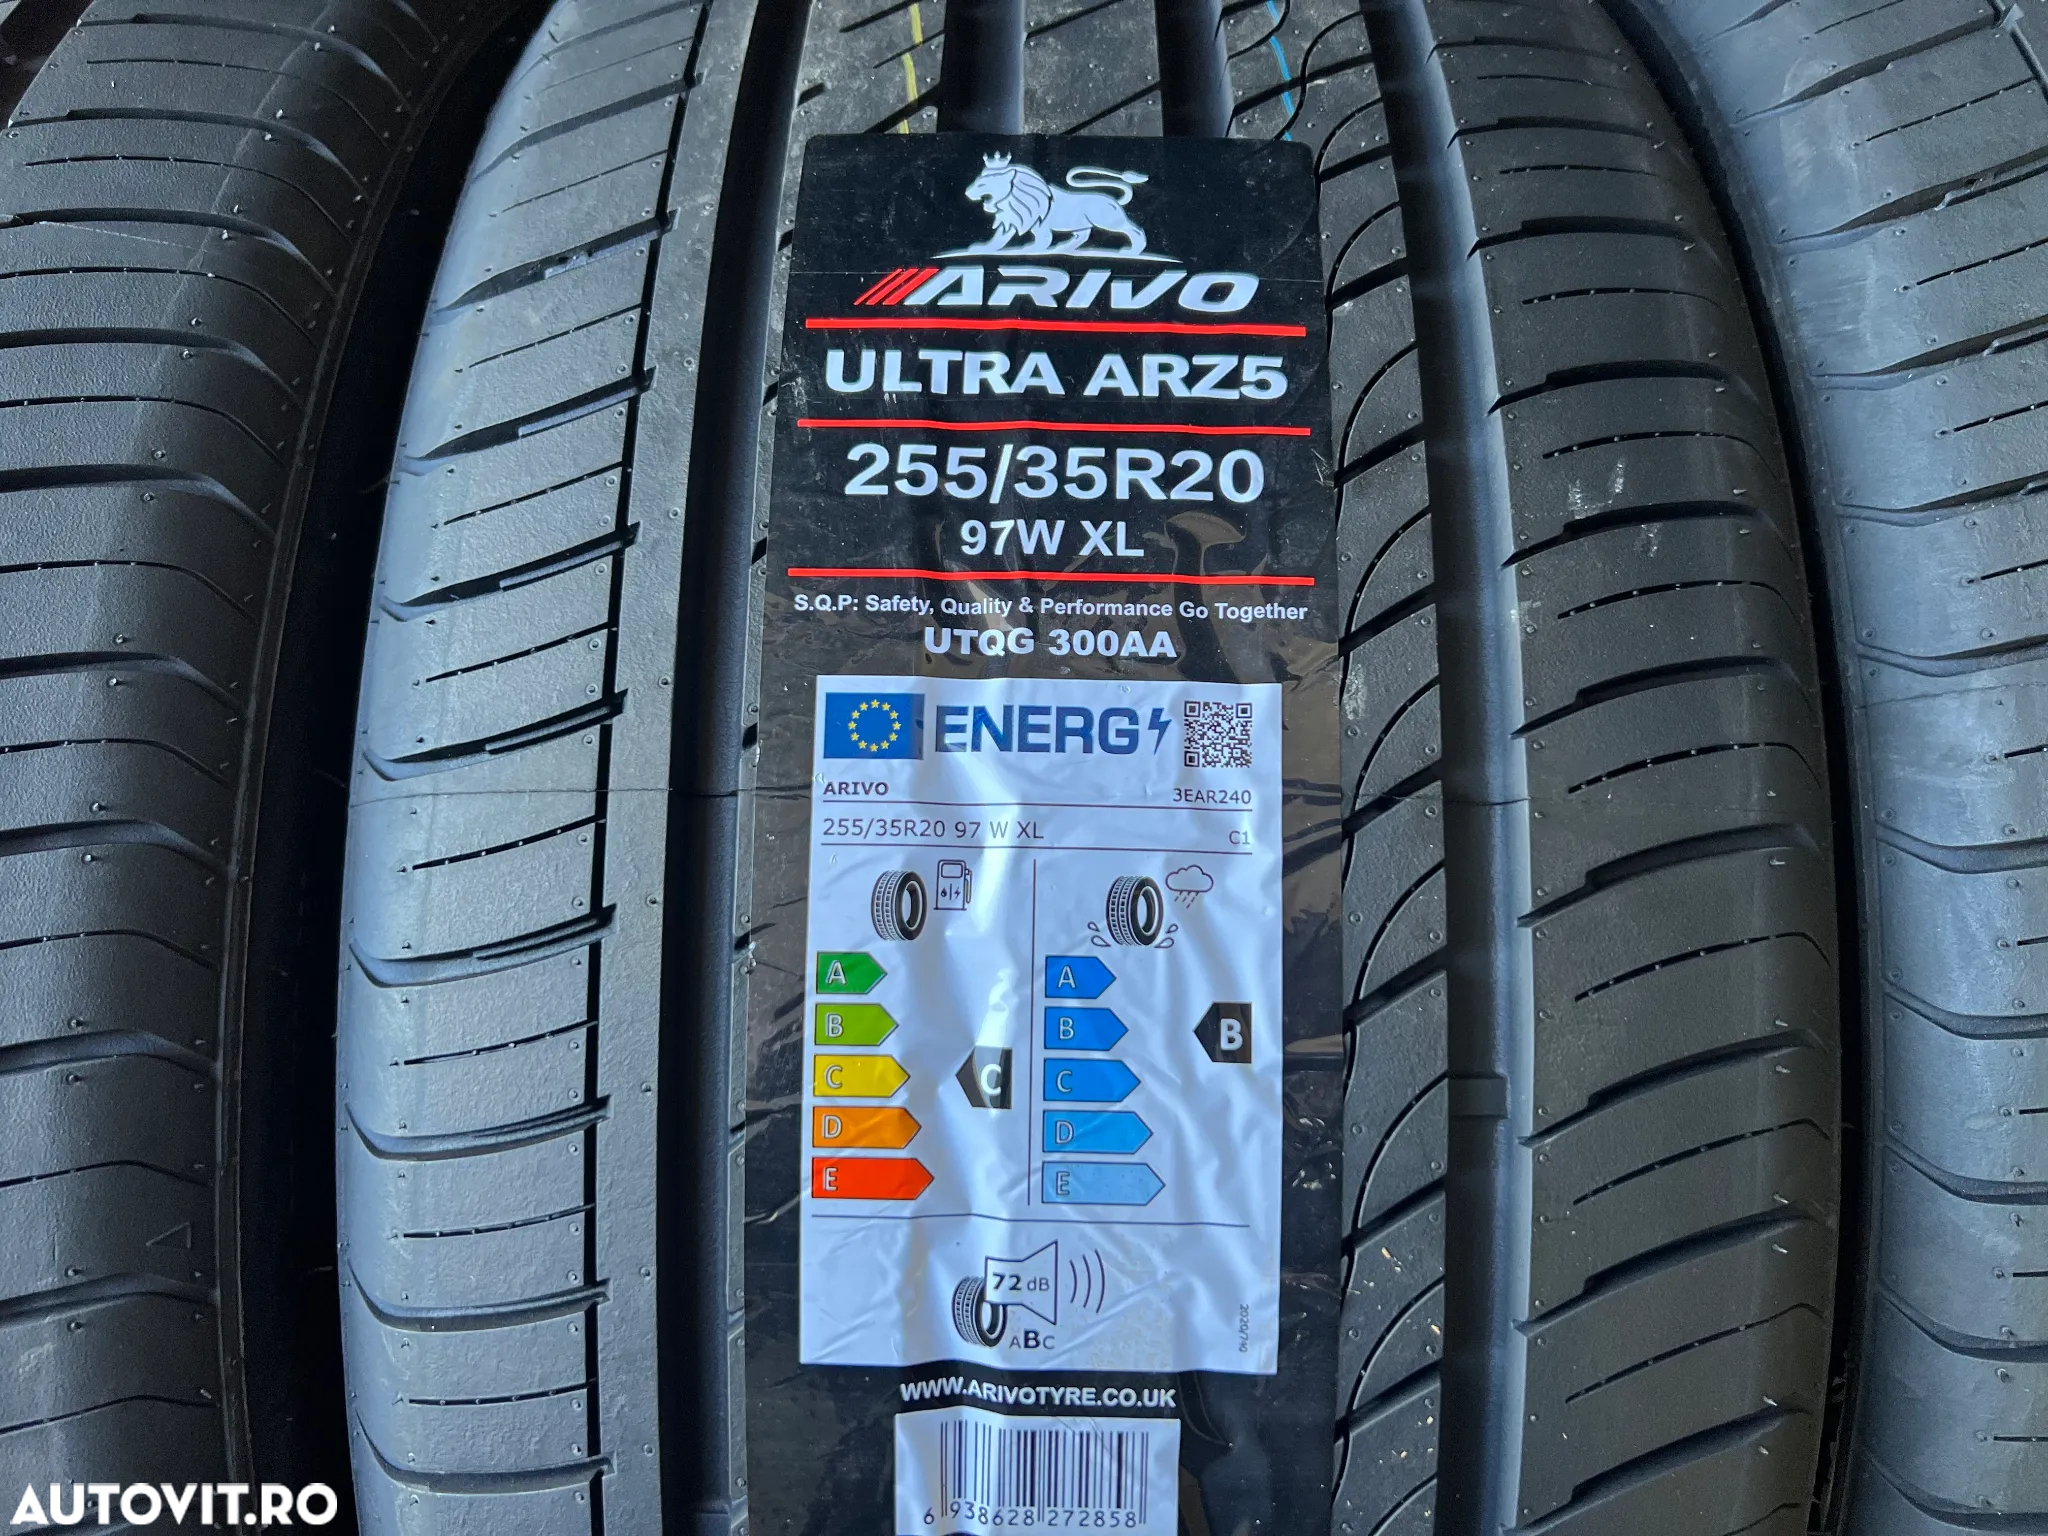 ARIVO
ULTRA ARZ5
255/35R20
97W XL
S.Q.P: Safety, Quality & Performance Go Together
UTQG 300AA
ENERG
ARIVO 3EAR240
255/35R20 97 W XL C1
A A
B B B
C C C
D D
E E
72 dB
ABC
2020/740
WWW.ARIVOTYRE.CO.UK
6 938628 272858
AUTOVIT.RO